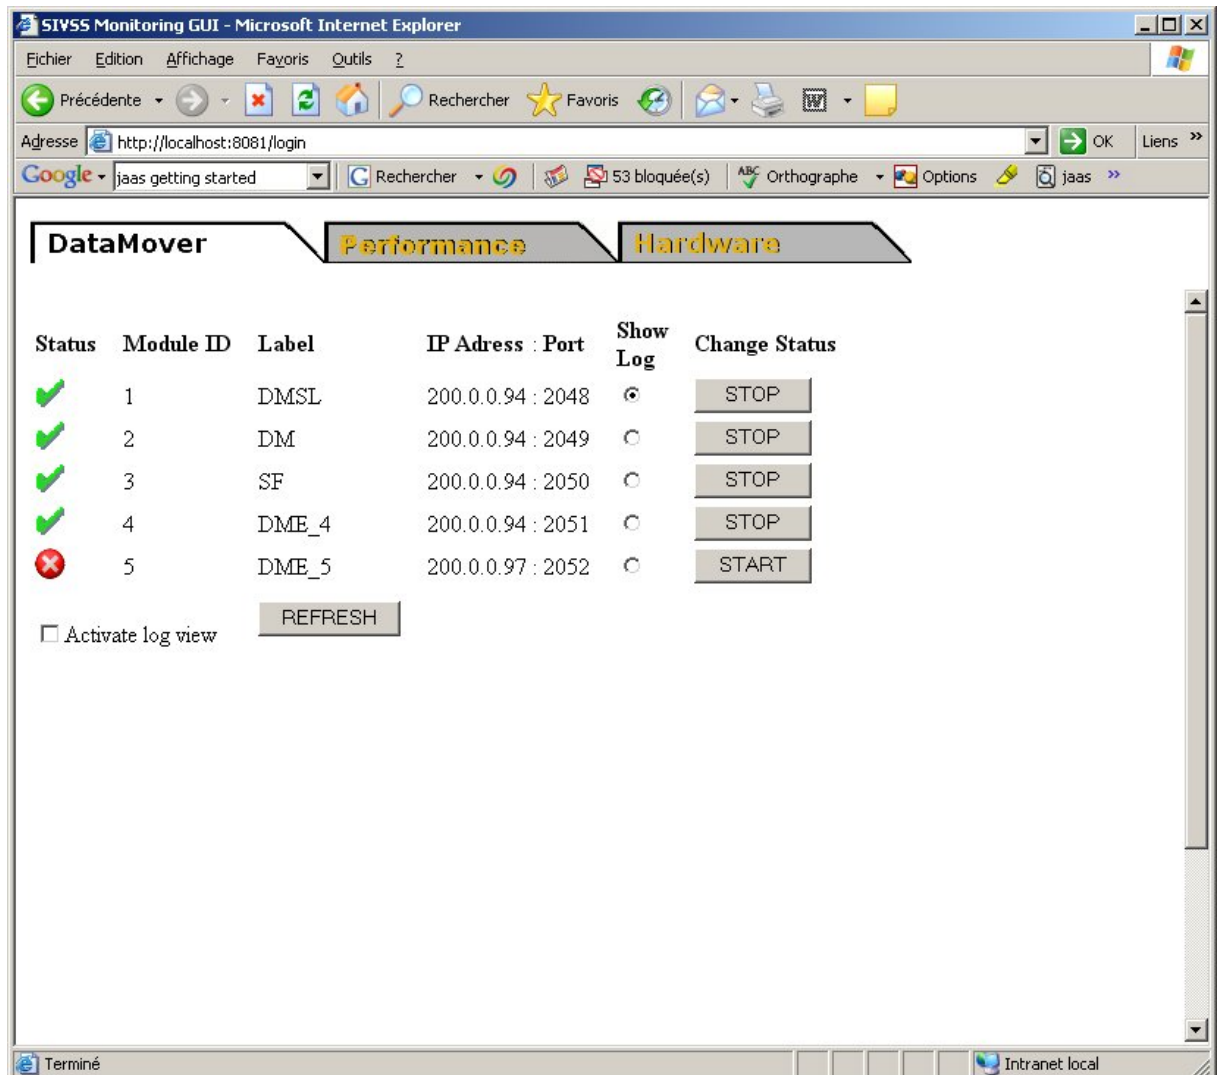 SIVSS Monitoring GUI - Microsoft Internet Explorer
Fichier Edition Affichage Favoris Outils ?
Précédente Rechercher Favoris
Adresse http://localhost:8081/login OK Liens »
Google jaas getting started G Rechercher 53 bloquée(s) ABC Orthographe Options jaas »
DataMover Performance Hardware
Status Module ID Label IP Adress : Port Show Log Change Status
1 DMSL 200.0.0.94 : 2048 STOP
2 DM 200.0.0.94 : 2049 STOP
3 SF 200.0.0.94 : 2050 STOP
4 DME_4 200.0.0.94 : 2051 STOP
5 DME_5 200.0.0.97 : 2052 START
Activate log view REFRESH
Terminé Intranet local